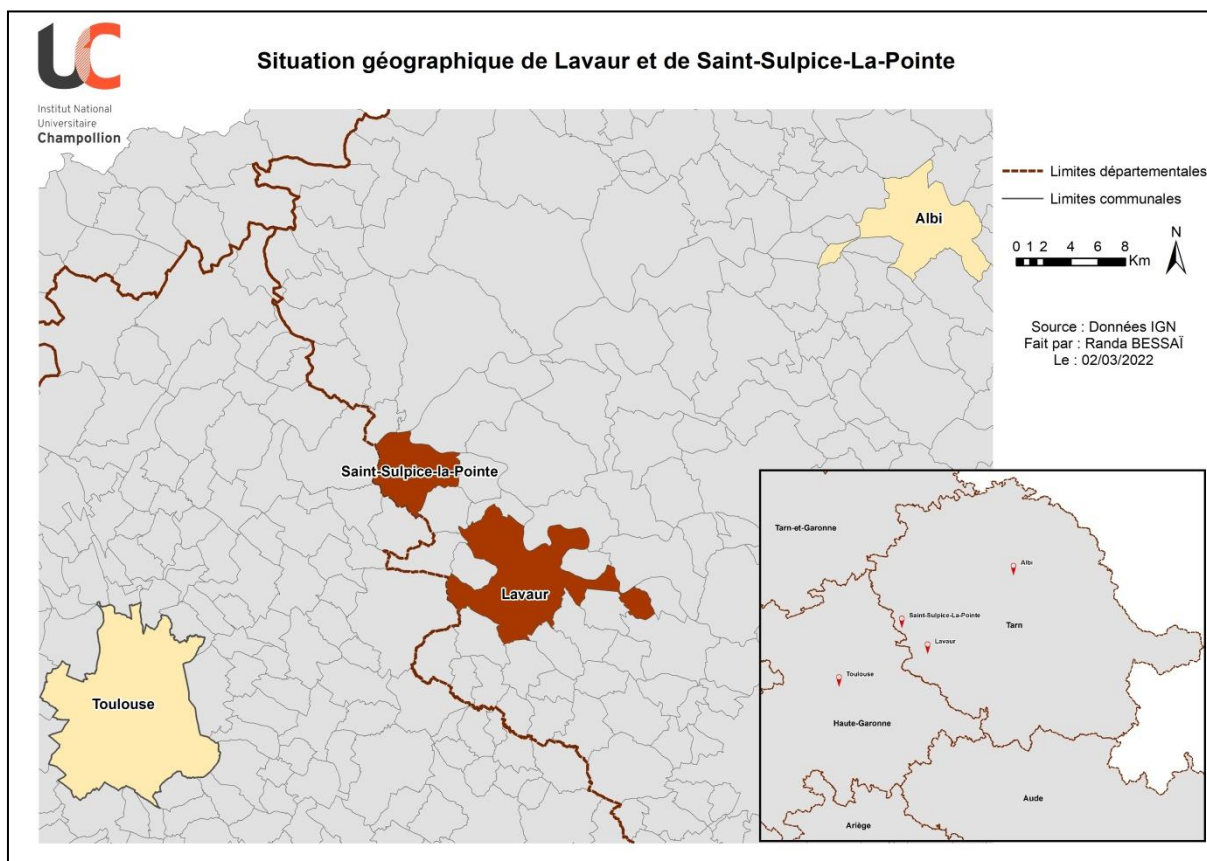 UC
Institut National
Universitaire
Champollion
Situation géographique de Lavaur et de Saint-Sulpice-La-Pointe
Albi
Saint-Sulpice-la-Pointe
Lavaur
Toulouse
Limites départementales
Limites communales
0 1 2 4 6 8
Km
N
Source : Données IGN
Fait par : Randa BESSAÏ
Le : 02/03/2022
Tarn-et-Garonne
Albi
Saint-Sulpice-La-Pointe
Tarn
Lavaur
Toulouse
Haute-Garonne
Aude
Ariège